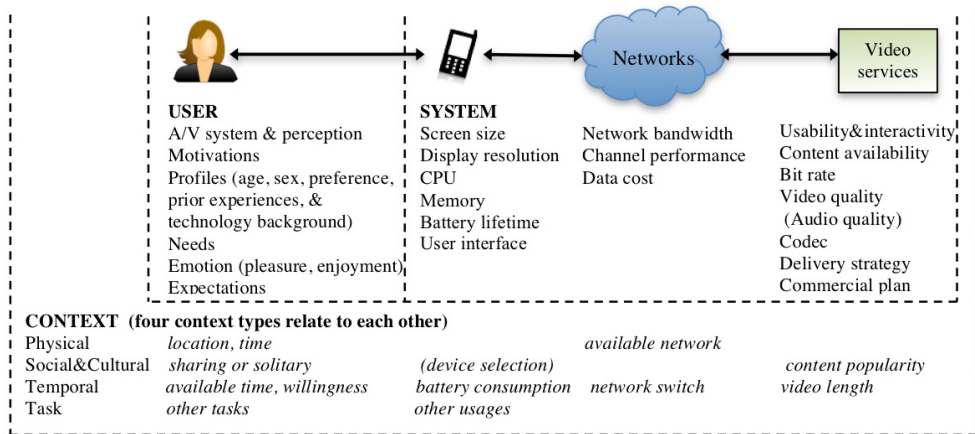 Networks
Video
services
USER
A/V system & perception
Motivations
Profiles (age, sex, preference,
prior experiences, &
technology background)
Needs
Emotion (pleasure, enjoyment)
Expectations
SYSTEM
Screen size
Display resolution
CPU
Memory
Battery lifetime
User interface
Network bandwidth
Channel performance
Data cost
Usability&interactivity
Content availability
Bit rate
Video quality
(Audio quality)
Codec
Delivery strategy
Commercial plan
CONTEXT (four context types relate to each other)
Physical location, time available network
Social&Cultural sharing or solitary (device selection) content popularity
Temporal available time, willingness battery consumption network switch video length
Task other tasks other usages